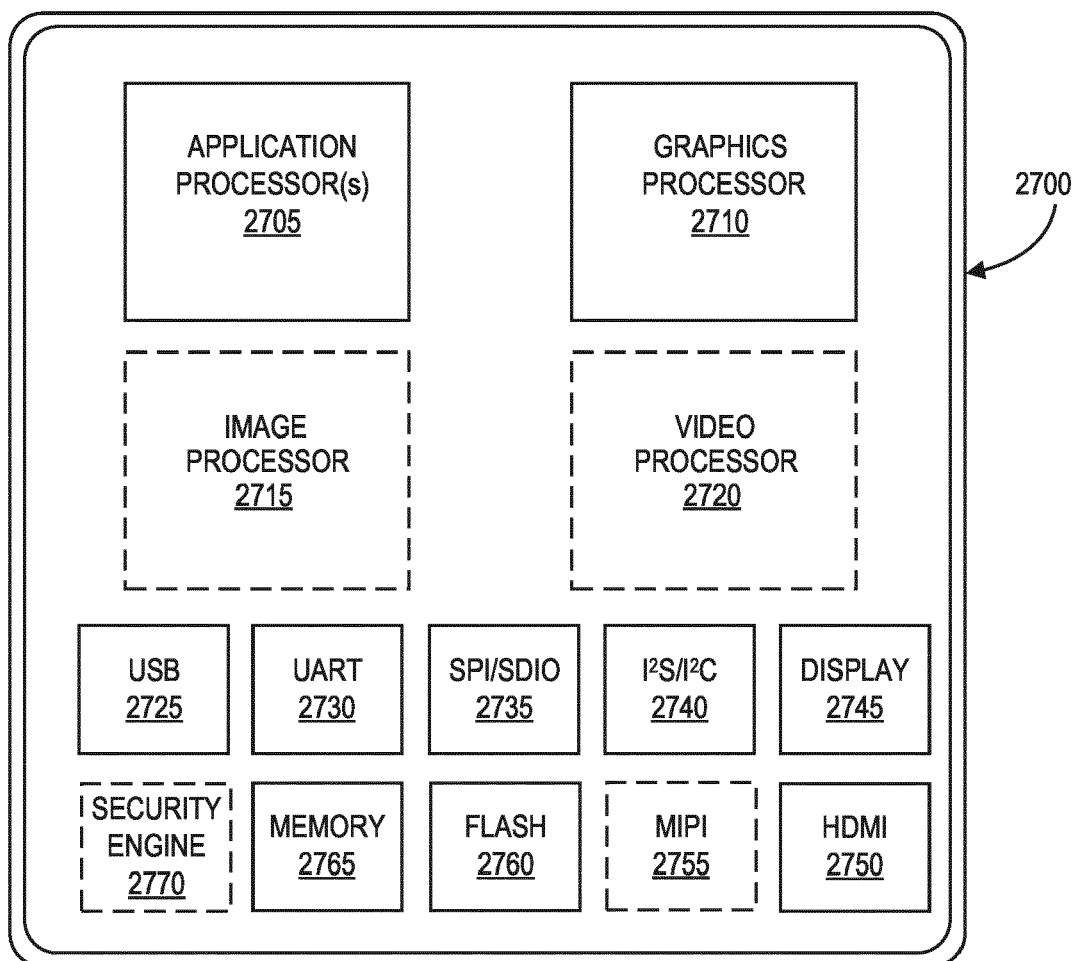 APPLICATION
PROCESSOR(s)
2705
GRAPHICS
PROCESSOR
2710
2700
IMAGE
PROCESSOR
2715
VIDEO
PROCESSOR
2720
USB
2725
UART
2730
SPI/SDIO
2735
I²S/I²C
2740
DISPLAY
2745
SECURITY
ENGINE
2770
MEMORY
2765
FLASH
2760
MIPI
2755
HDMI
2750